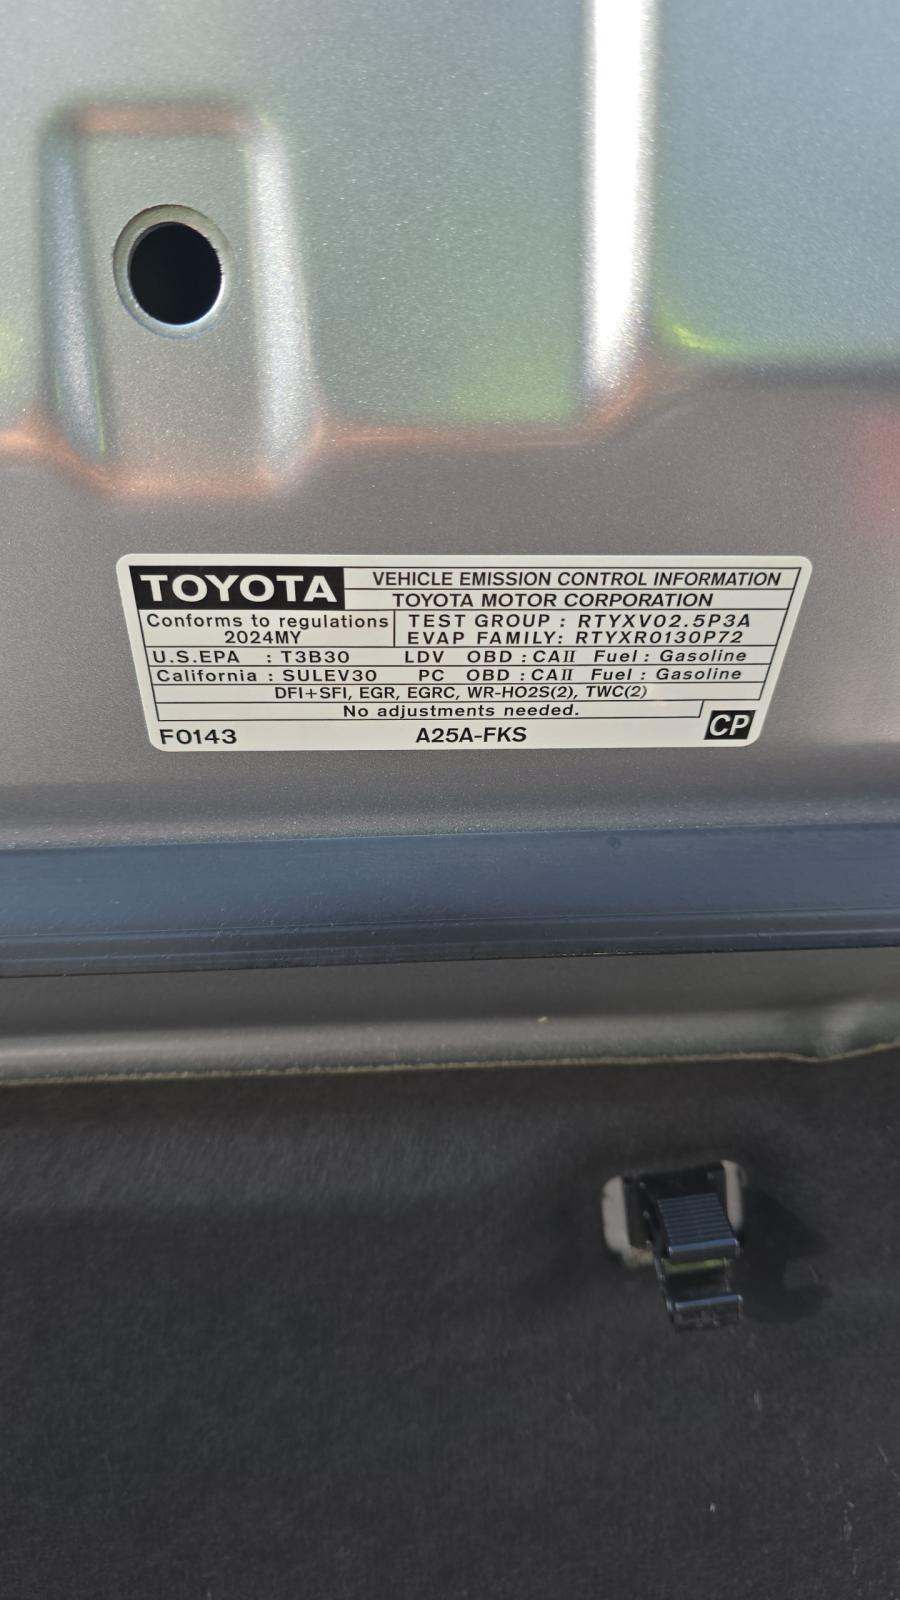 TOYOTA VEHICLE EMISSION CONTROL INFORMATION
TOYOTA MOTOR CORPORATION
Conforms to regulations
2024MY
TEST GROUP : RTYXV02.5P3A
EVAP FAMILY: RTYXR0130P72
U.S.EPA : T3B30 LDV OBD : CAII Fuel : Gasoline
California : SULEV30 PC OBD : CAII Fuel : Gasoline
DFI+SFI, EGR, EGRC, WR-HO2S(2), TWC(2)
No adjustments needed.
F0143 A25A-FKS CP